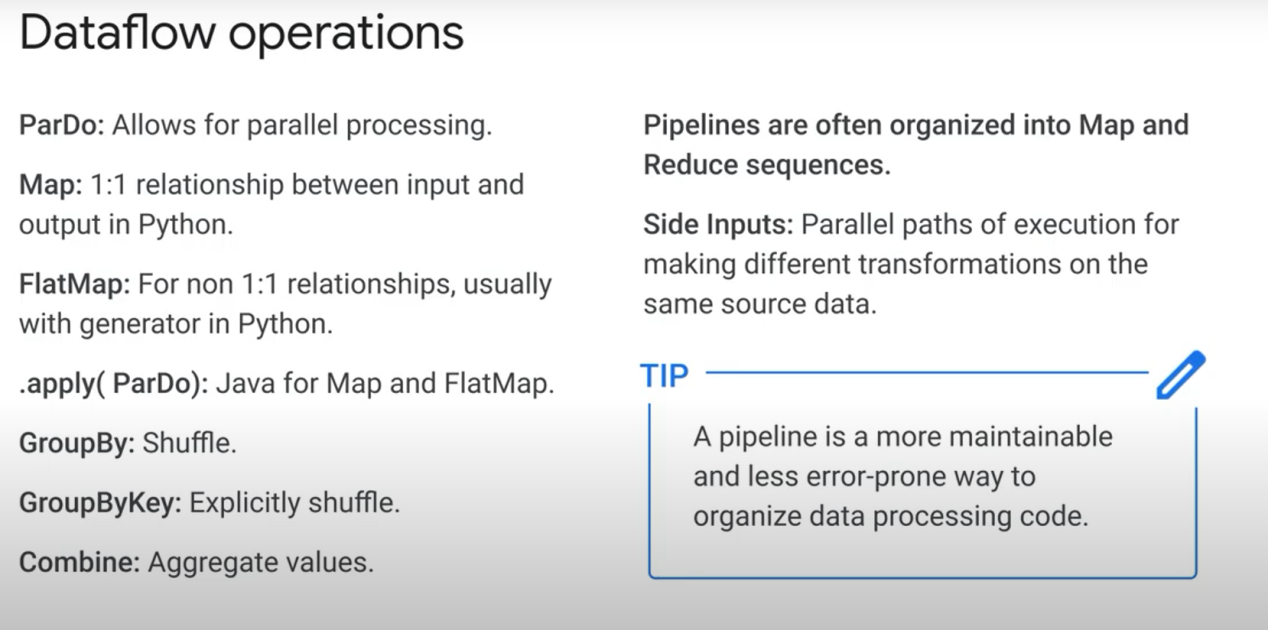 Dataflow operations
ParDo: Allows for parallel processing.
Map: 1:1 relationship between input and
output in Python.
FlatMap: For non 1:1 relationships, usually
with generator in Python.
.apply( ParDo): Java for Map and FlatMap.
GroupBy: Shuffle.
GroupByKey: Explicitly shuffle.
Combine: Aggregate values.
Pipelines are often organized into Map and
Reduce sequences.
Side Inputs: Parallel paths of execution for
making different transformations on the
same source data.
TIP
A pipeline is a more maintainable
and less error-prone way to
organize data processing code.